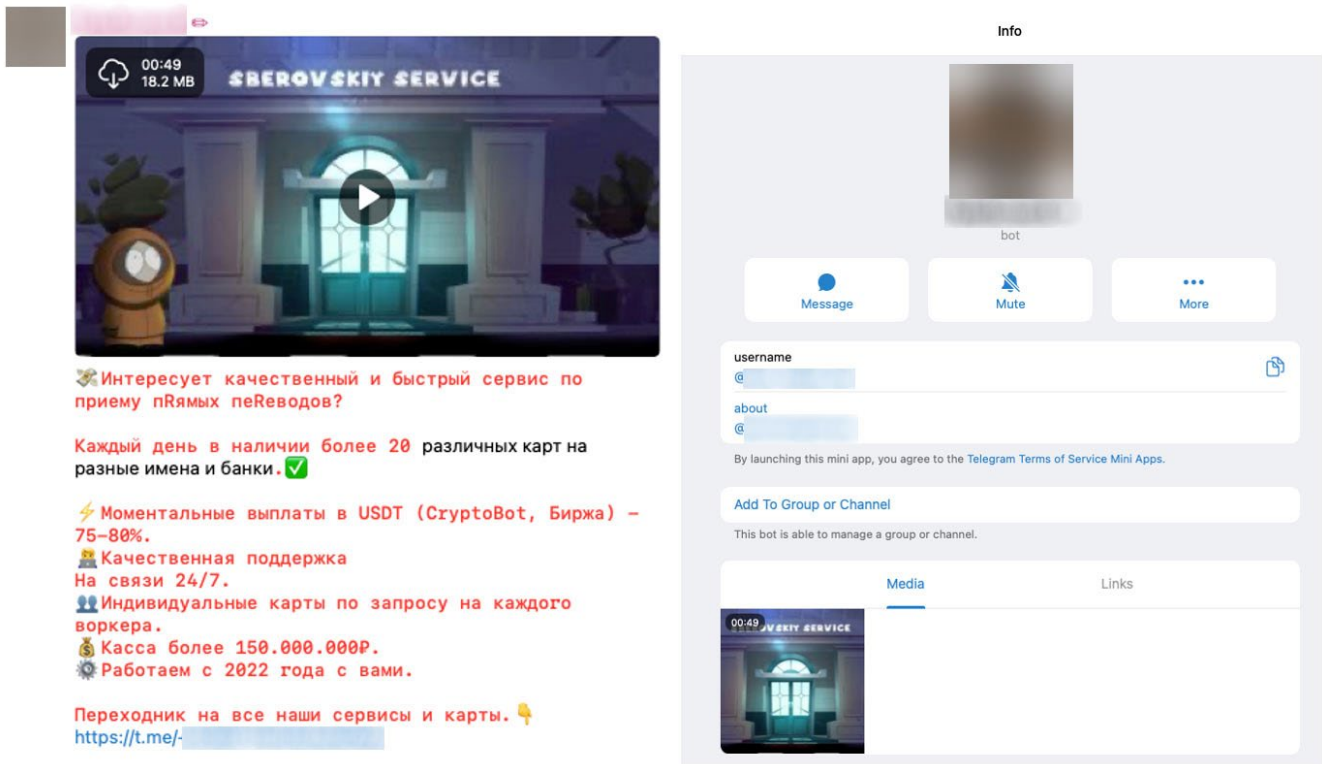 00:49
18.2 MB
SBEROVSKIY SERVICE
💸Интересует качественный и быстрый сервис по
приему пRямых пеRеводов?
Каждый день в наличии более 20 различных карт на
разные имена и банки.✅
⚡Моментальные выплаты в USDT (CryptoBot, Биржа) –
75–80%.
🧑‍💻Качественная поддержка
На связи 24/7.
👥Индивидуальные карты по запросу на каждого
воркера.
💰Касса более 150.000.000₽.
⚙️Работаем с 2022 года с вами.
Переходник на все наши сервисы и карты.👇
https://t.me/-
Info
bot
Message
Mute
More
username
@
about
@
By launching this mini app, you agree to the Telegram Terms of Service Mini Apps.
Add To Group or Channel
This bot is able to manage a group or channel.
Media
Links
00:49
SERVICE